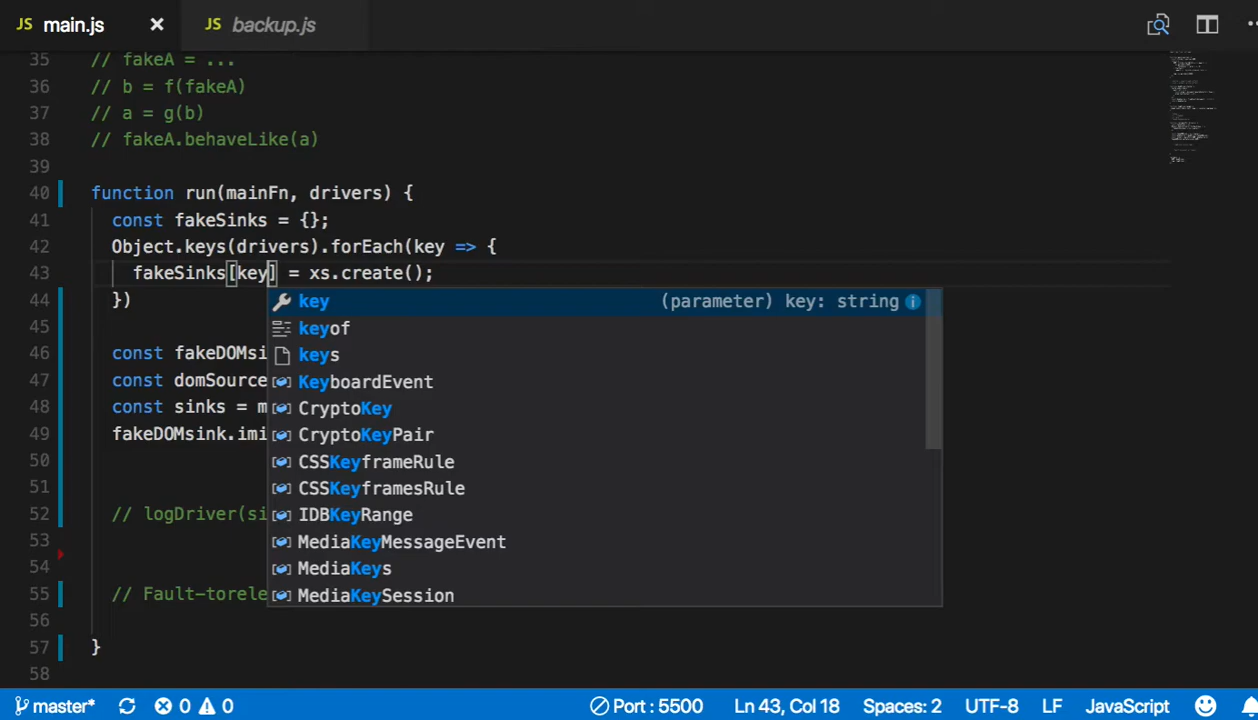 JS main.js × JS backup.js
35 // fakeA = ...
36 // b = f(fakeA)
37 // a = g(b)
38 // fakeA.behaveLike(a)
39
40 function run(mainFn, drivers) {
41 const fakeSinks = {};
42 Object.keys(drivers).forEach(key => {
43 fakeSinks[key] = xs.create();
44 })
key (parameter) key: string
45
keyof
keys
46 const fakeDOMsi
47 const domSource
KeyboardEvent
48 const sinks = m
CryptoKey
49 fakeDOMsink.imi
CryptoKeyPair
50
CSSKeyframeRule
51
CSSKeyframesRule
52 // logDriver(si
IDBKeyRange
53
MediaKeyMessageEvent
54
MediaKeys
55 // Fault-torele
MediaKeySession
56
57 }
58
master* 0 0 Port : 5500 Ln 43, Col 18 Spaces: 2 UTF-8 LF JavaScript